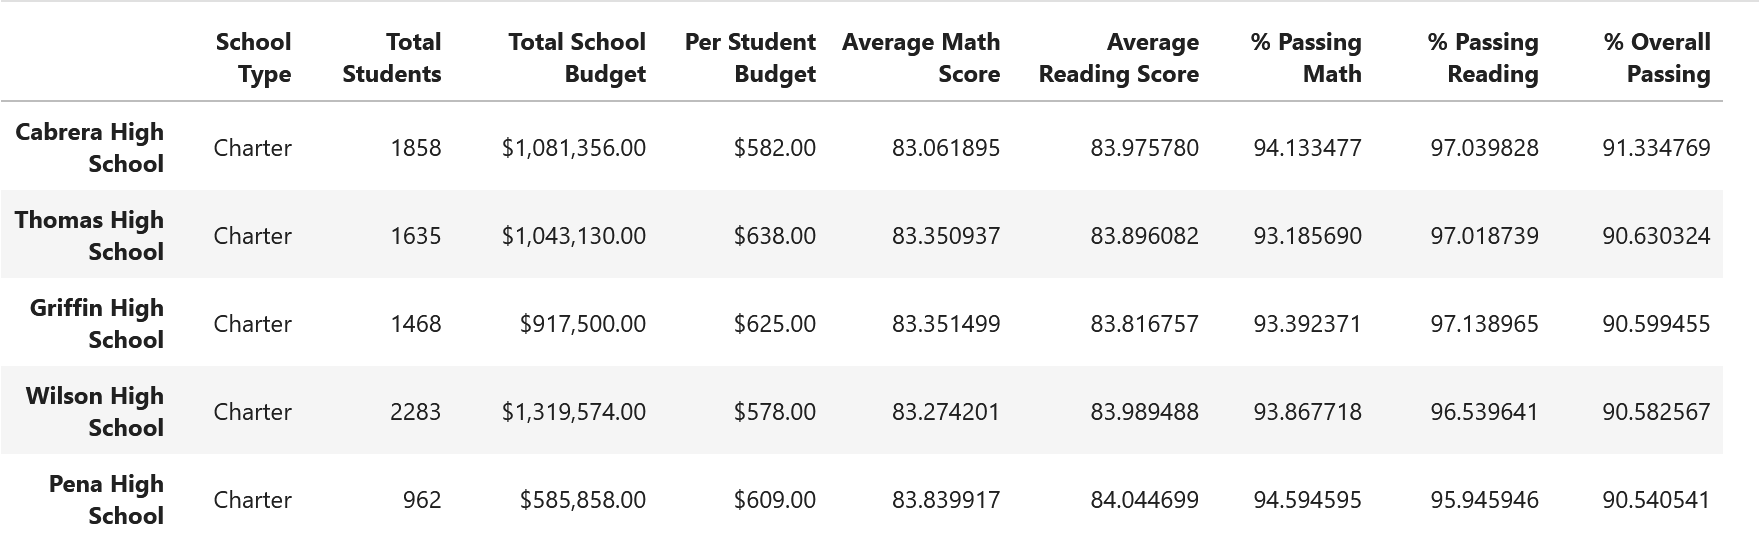 School Type Total Students Total School Budget Per Student Budget Average Math Score Average Reading Score % Passing Math % Passing Reading % Overall Passing
Cabrera High School Charter 1858 $1,081,356.00 $582.00 83.061895 83.975780 94.133477 97.039828 91.334769
Thomas High School Charter 1635 $1,043,130.00 $638.00 83.350937 83.896082 93.185690 97.018739 90.630324
Griffin High School Charter 1468 $917,500.00 $625.00 83.351499 83.816757 93.392371 97.138965 90.599455
Wilson High School Charter 2283 $1,319,574.00 $578.00 83.274201 83.989488 93.867718 96.539641 90.582567
Pena High School Charter 962 $585,858.00 $609.00 83.839917 84.044699 94.594595 95.945946 90.540541